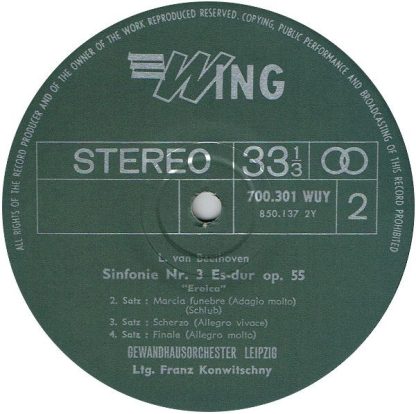 ALL RIGHTS OF THE RECORD PRODUCER AND OF THE OWNER OF THE WORK REPRODUCED RESERVED. COPYING, PUBLIC PERFORMANCE AND BROADCASTING OF THIS RECORD PROHIBITED
WING
STEREO 33 1/3
700.301 WUY
850.137 2Y
2
L. van Beethoven
Sinfonie Nr. 3 Es-dur op. 55
"Eroica"
2. Satz : Marcia funebre (Adagio molto)
(Schluß)
3. Satz : Scherzo (Allegro vivace)
4. Satz : Finale (Allegro molto)
GEWANDHAUSORCHESTER LEIPZIG
Ltg. Franz Konwitschny